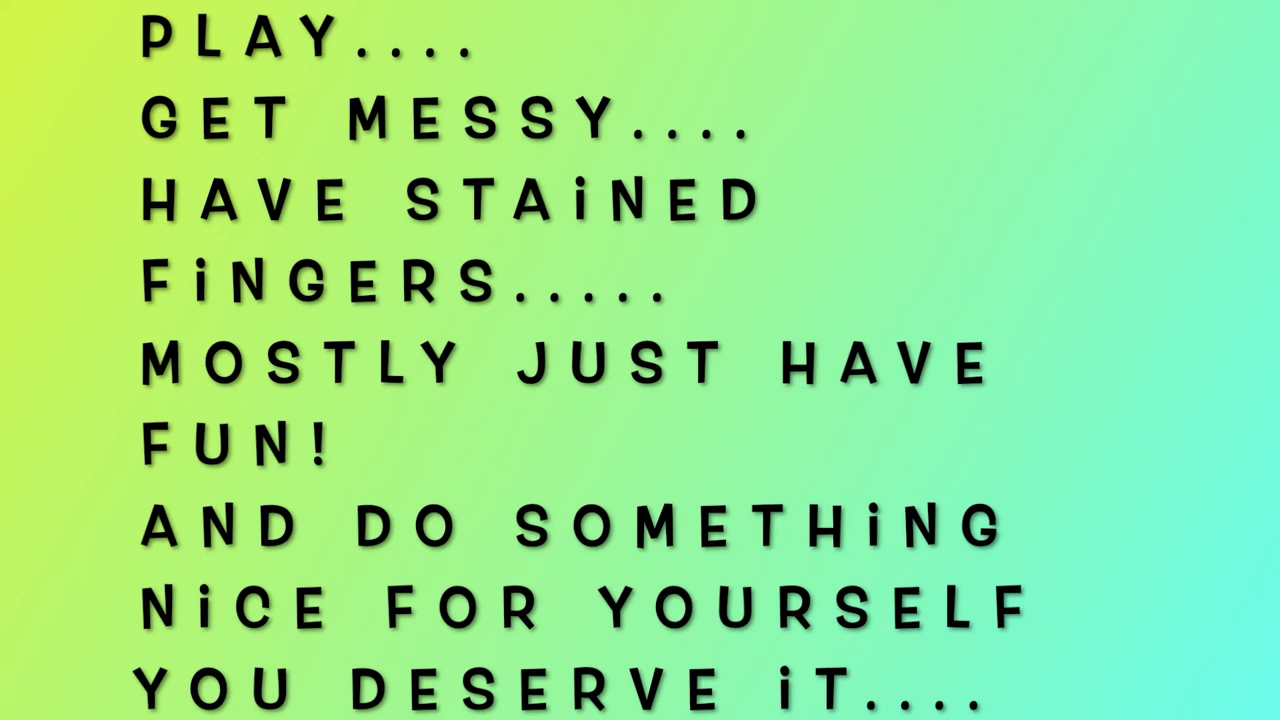 PLAY....
GET MESSY....
HAVE STAiNED
FiNGERS.....
MOSTLY JUST HAVE
FUN!
AND DO SOMETHiNG
NiCE FOR YOURSELF
YOU DESERVE iT....